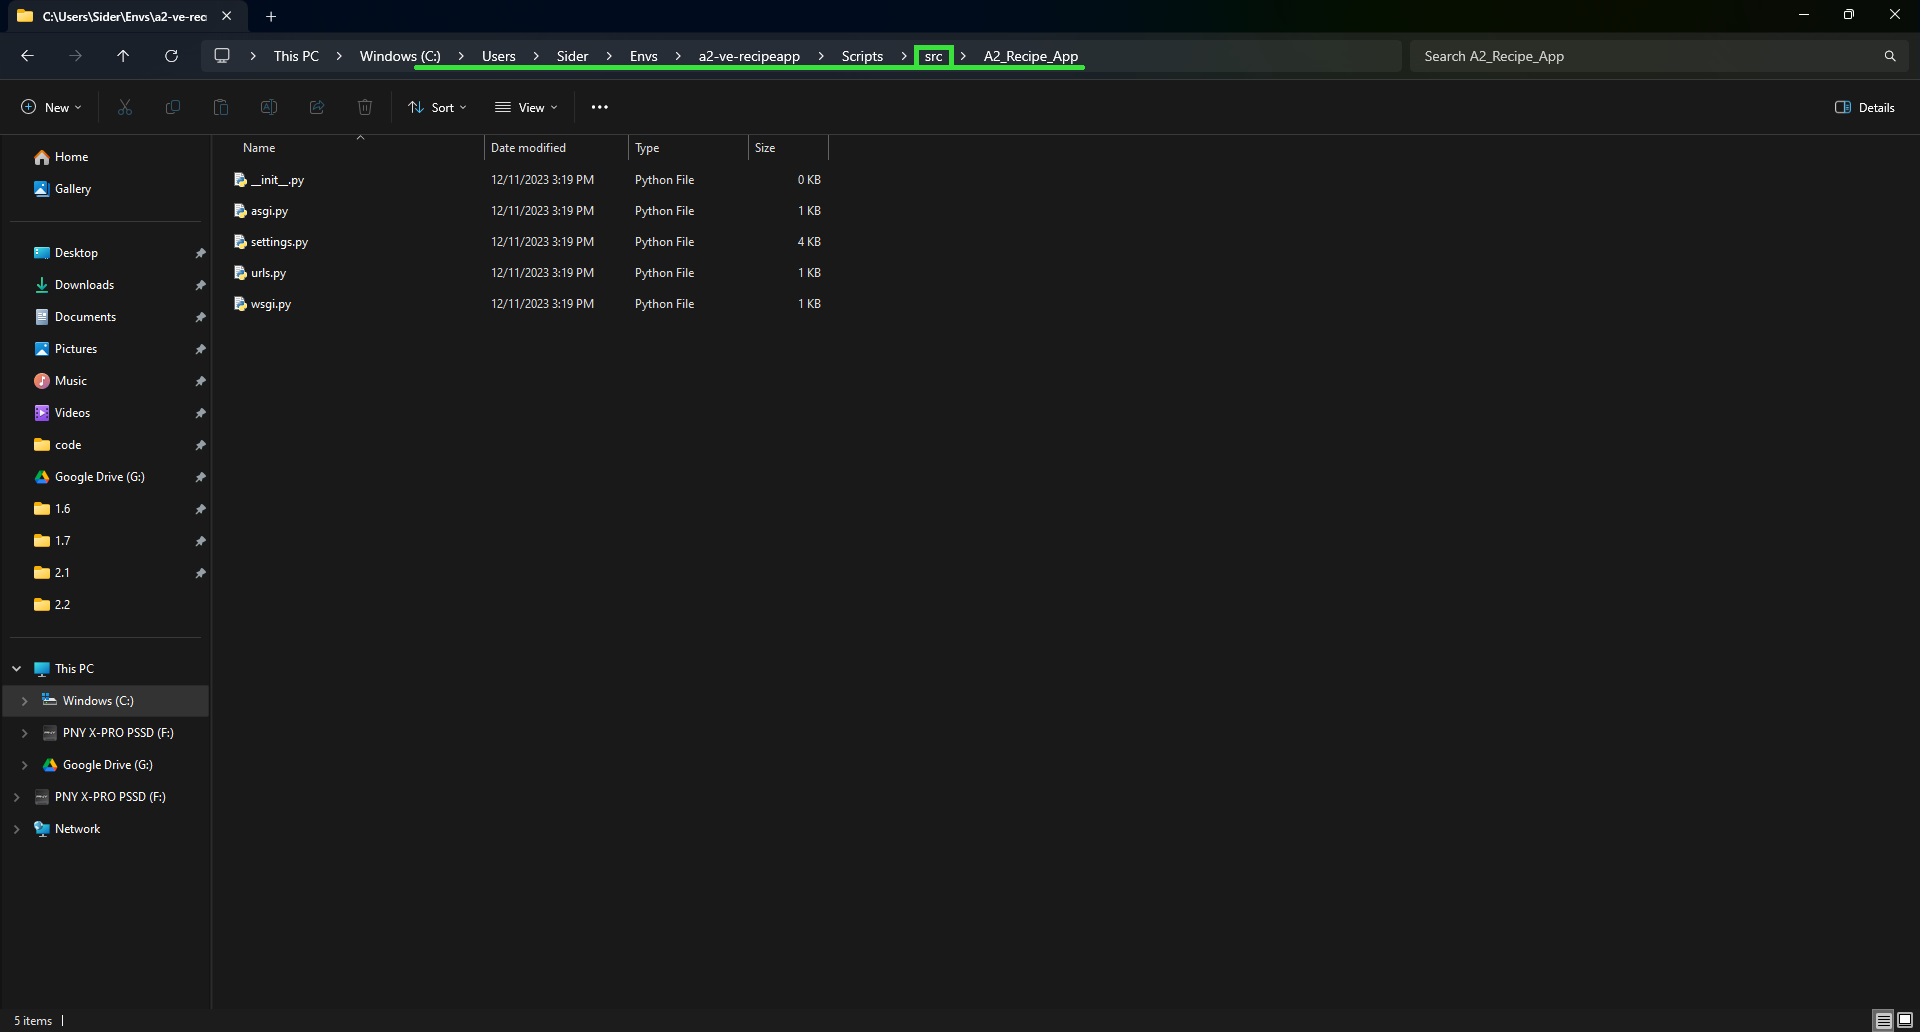 C:\Users\Sider\Envs\a2-ve-rec
This PC > Windows (C:) > Users > Sider > Envs > a2-ve-recipeapp > Scripts > src > A2_Recipe_App
Search A2_Recipe_App
New
Sort
View
Details
Home
Gallery
Desktop
Downloads
Documents
Pictures
Music
Videos
code
Google Drive (G:)
1.6
1.7
2.1
2.2
This PC
Windows (C:)
PNY X-PRO PSSD (F:)
Google Drive (G:)
PNY X-PRO PSSD (F:)
Network
Name Date modified Type Size
__init__.py 12/11/2023 3:19 PM Python File 0 KB
asgi.py 12/11/2023 3:19 PM Python File 1 KB
settings.py 12/11/2023 3:19 PM Python File 4 KB
urls.py 12/11/2023 3:19 PM Python File 1 KB
wsgi.py 12/11/2023 3:19 PM Python File 1 KB
5 items